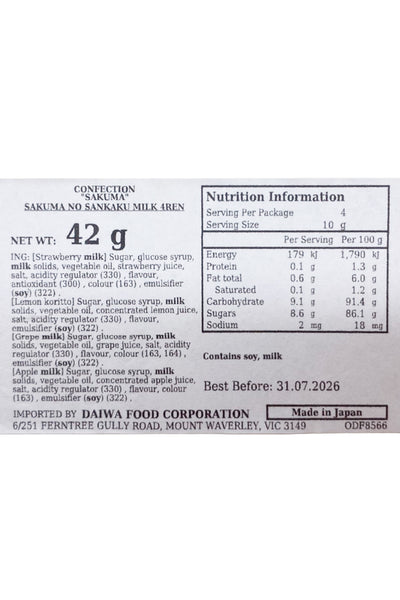 CONFECTION
"SAKUMA"
SAKUMA NO SANKAKU MILK 4REN
NET WT: 42 g
ING: [Strawberry milk] Sugar, glucose syrup,
milk solids, vegetable oil, strawberry juice,
salt, acidity regulator (330) , flavour,
antioxidant (300) , colour (163) , emulsifier
(soy) (322) .
[Lemon korrito] Sugar, glucose syrup, milk
solids, vegetable oil, concentrated lemon juice,
salt, acidity regulator (330) , flavour,
emulsifier (soy) (322) .
[Grape milk] Sugar, glucose syrup, milk
solids, vegetable oil, grape juice, salt, acidity
regulator (330) , flavour, colour (163, 164) ,
emulsifier (soy) (322) .
[Apple milk] Sugar, glucose syrup, milk
solids, vegetable oil, concentrated apple juice,
salt, acidity regulator (330) , flavour, colour
(163) , emulsifier (soy) (322) .
Nutrition Information
Serving Per Package 4
Serving Size 10 g
Per Serving Per 100 g
Energy 179 kJ 1,790 kJ
Protein 0.1 g 1.3 g
Fat total 0.6 g 6.0 g
Saturated 0.1 g 1.2 g
Carbohydrate 9.1 g 91.4 g
Sugars 8.6 g 86.1 g
Sodium 2 mg 18 mg
Contains soy, milk
Best Before: 31.07.2026
IMPORTED BY DAIWA FOOD CORPORATION Made in Japan
6/251 FERNTREE GULLY ROAD, MOUNT WAVERLEY, VIC 3149 ODF8566